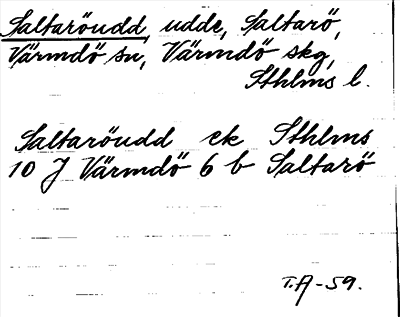 Saltaröudd, udde, Saltarö,
Värmdö sn, Värmdö skg,
Sthlms l.
Saltaröudd ek Sthlms
10 J Värmdö 6 b Saltarö
T.A-59.